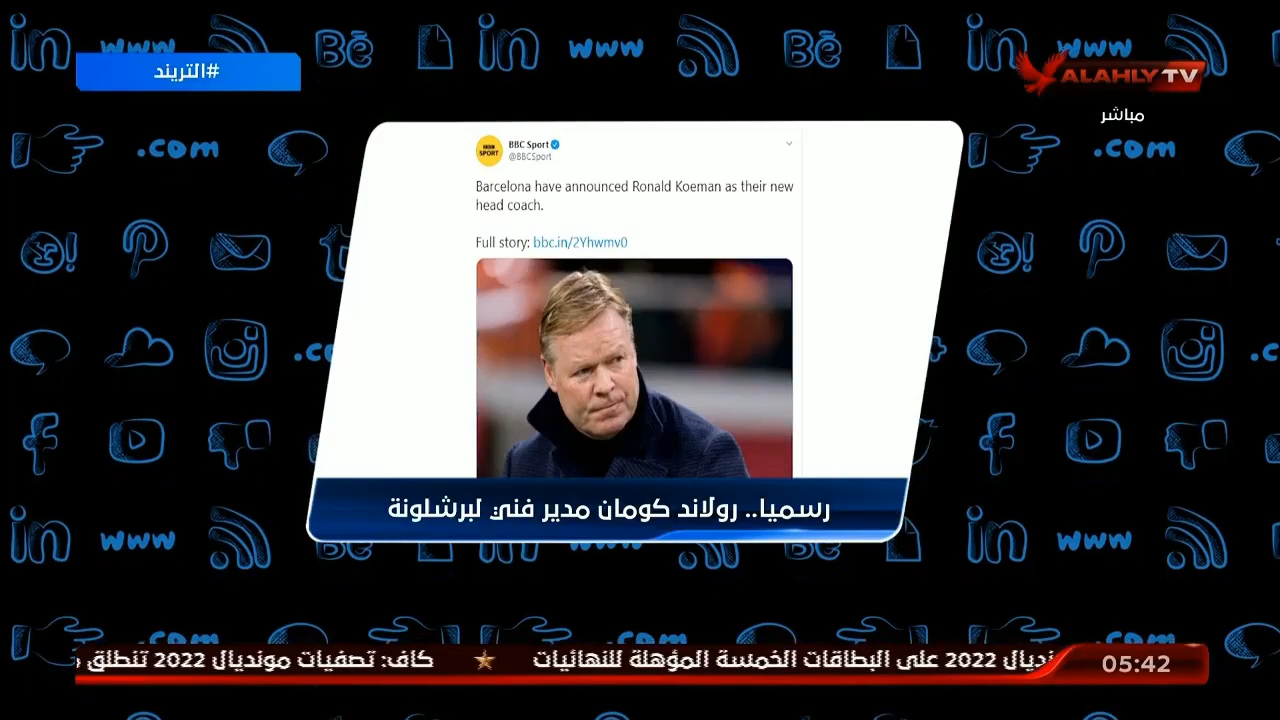 #التريند
ALAHLY TV
مباشر
BBC Sport
@BBCSport
Barcelona have announced Ronald Koeman as their new
head coach.
Full story: bbc.in/2Yhwmv0
رسميا.. رولاند كومان مدير فني لبرشلونة
2022 على البطاقات الخمسة المؤهلة للنهائيات
كاف: تصفيات مونديال 2022 تنطلق
05:42